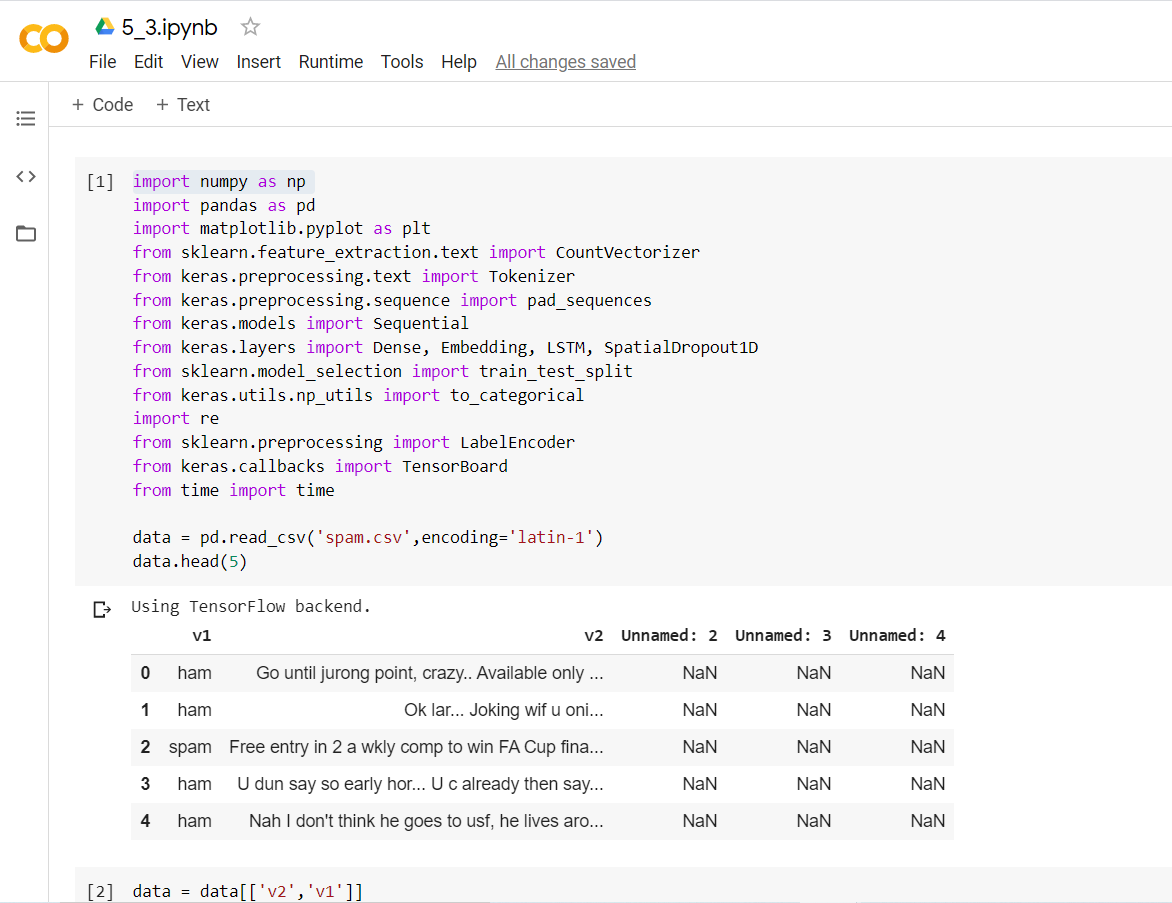 5_3.ipynb
File Edit View Insert Runtime Tools Help All changes saved
+ Code + Text
[1] import numpy as np
import pandas as pd
import matplotlib.pyplot as plt
from sklearn.feature_extraction.text import CountVectorizer
from keras.preprocessing.text import Tokenizer
from keras.preprocessing.sequence import pad_sequences
from keras.models import Sequential
from keras.layers import Dense, Embedding, LSTM, SpatialDropout1D
from sklearn.model_selection import train_test_split
from keras.utils.np_utils import to_categorical
import re
from sklearn.preprocessing import LabelEncoder
from keras.callbacks import TensorBoard
from time import time
data = pd.read_csv('spam.csv',encoding='latin-1')
data.head(5)
Using TensorFlow backend.
v1 v2 Unnamed: 2 Unnamed: 3 Unnamed: 4
0 ham Go until jurong point, crazy.. Available only ... NaN NaN NaN
1 ham Ok lar... Joking wif u oni... NaN NaN NaN
2 spam Free entry in 2 a wkly comp to win FA Cup fina... NaN NaN NaN
3 ham U dun say so early hor... U c already then say... NaN NaN NaN
4 ham Nah I don't think he goes to usf, he lives aro... NaN NaN NaN
[2] data = data[['v2','v1']]